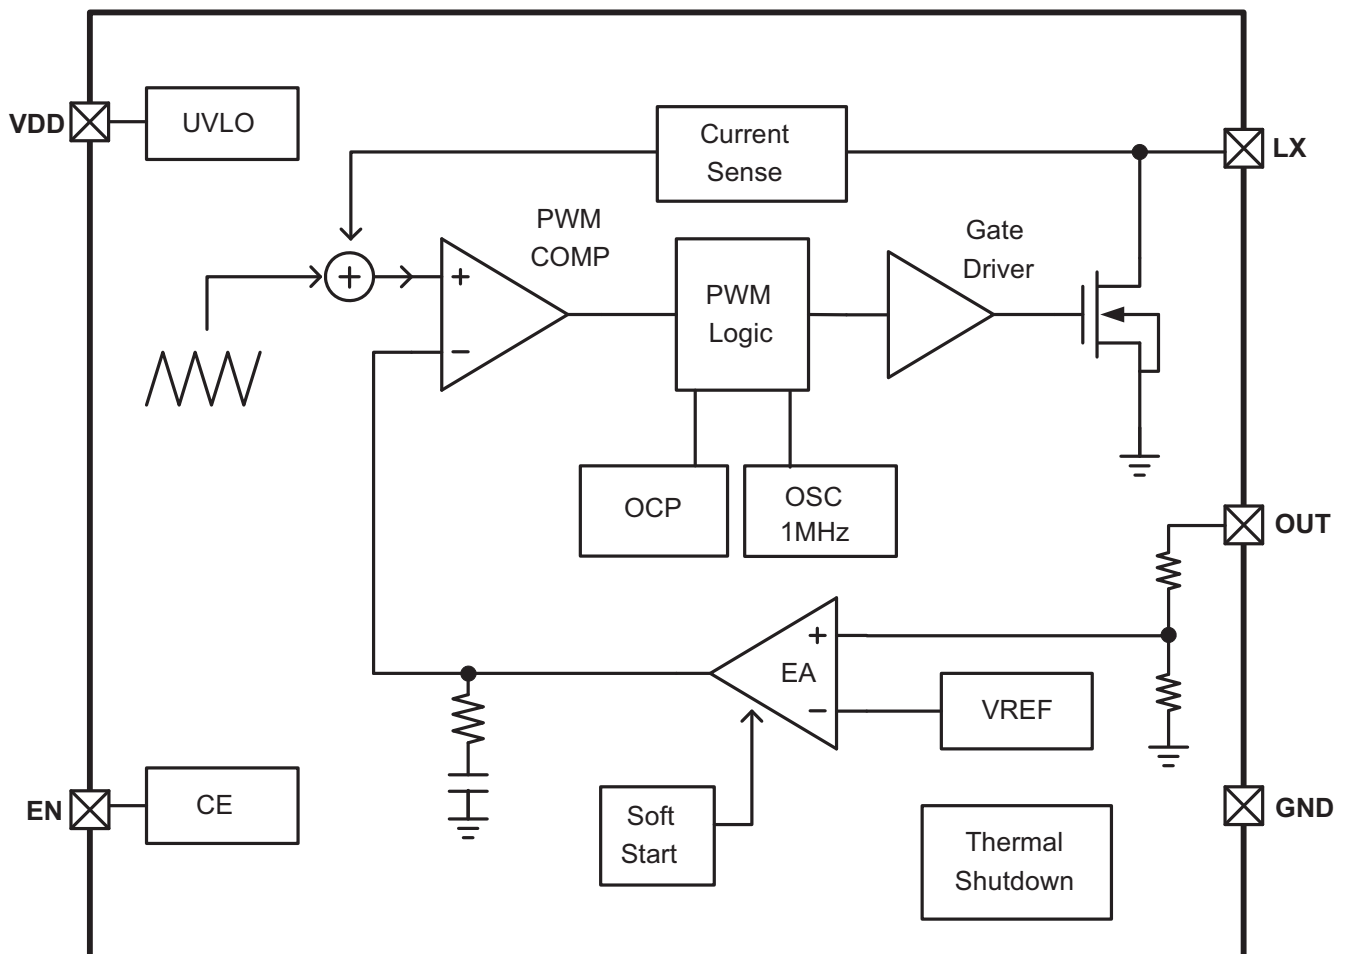 VDD
UVLO
Current
Sense
LX
PWM
COMP
Gate
Driver
+
+
−
PWM
Logic
OCP
OSC
1MHz
OUT
+
EA
−
VREF
EN
CE
Soft
Start
Thermal
Shutdown
GND